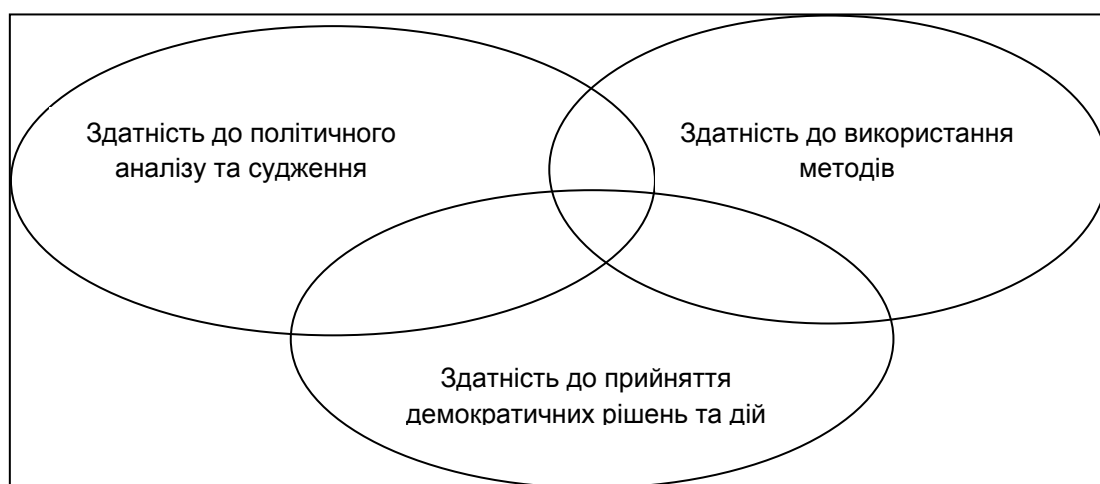 Здатність до політичного
аналізу та судження
Здатність до використання
методів
Здатність до прийняття
демократичних рішень та дій